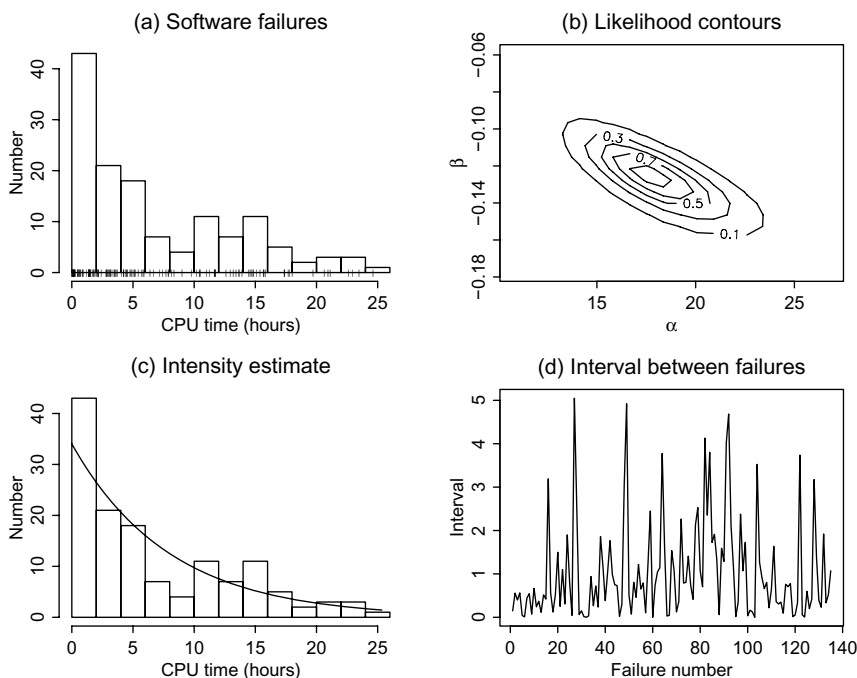 (a) Software failures
Number
0 10 20 30 40
0 5 10 15 20 25
CPU time (hours)
(b) Likelihood contours
β
−0.18 −0.14 −0.10 −0.06
0.3
0.7
0.5
0.1
15 20 25
α
(c) Intensity estimate
Number
0 10 20 30 40
0 5 10 15 20 25
CPU time (hours)
(d) Interval between failures
Interval
0 1 2 3 4 5
0 20 40 60 80 100 120 140
Failure number